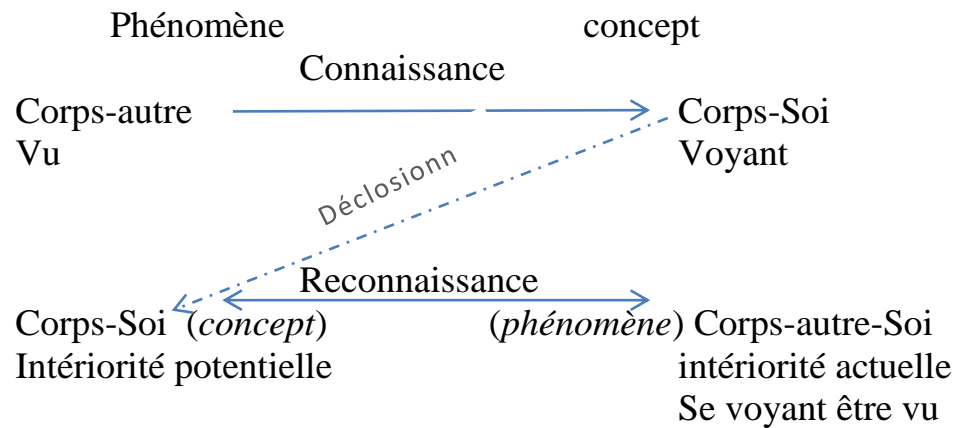 Phénomène concept
Connaissance
Corps-autre Corps-Soi
Vu Voyant
Déclosionn
Reconnaissance
Corps-Soi (concept) (phénomène) Corps-autre-Soi
Intériorité potentielle intériorité actuelle
Se voyant être vu